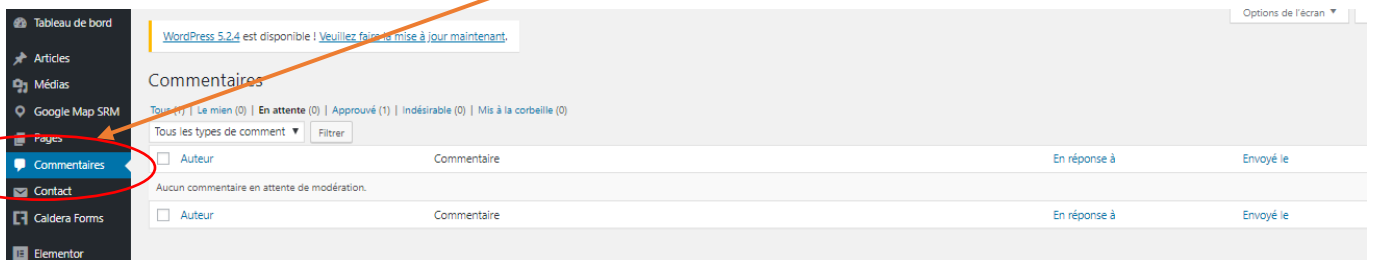 Tableau de bord
Articles
Médias
Google Map SRM
Pages
Commentaires
Contact
Caldera Forms
Elementor
Options de l'écran ▼
WordPress 5.2.4 est disponible ! Veuillez faire la mise à jour maintenant.
Commentaires
Tous (1) | Le mien (0) | En attente (0) | Approuvé (1) | Indésirable (0) | Mis à la corbeille (0)
Tous les types de comment ▼ Filtrer
Auteur Commentaire En réponse à Envoyé le
Aucun commentaire en attente de modération.
Auteur Commentaire En réponse à Envoyé le